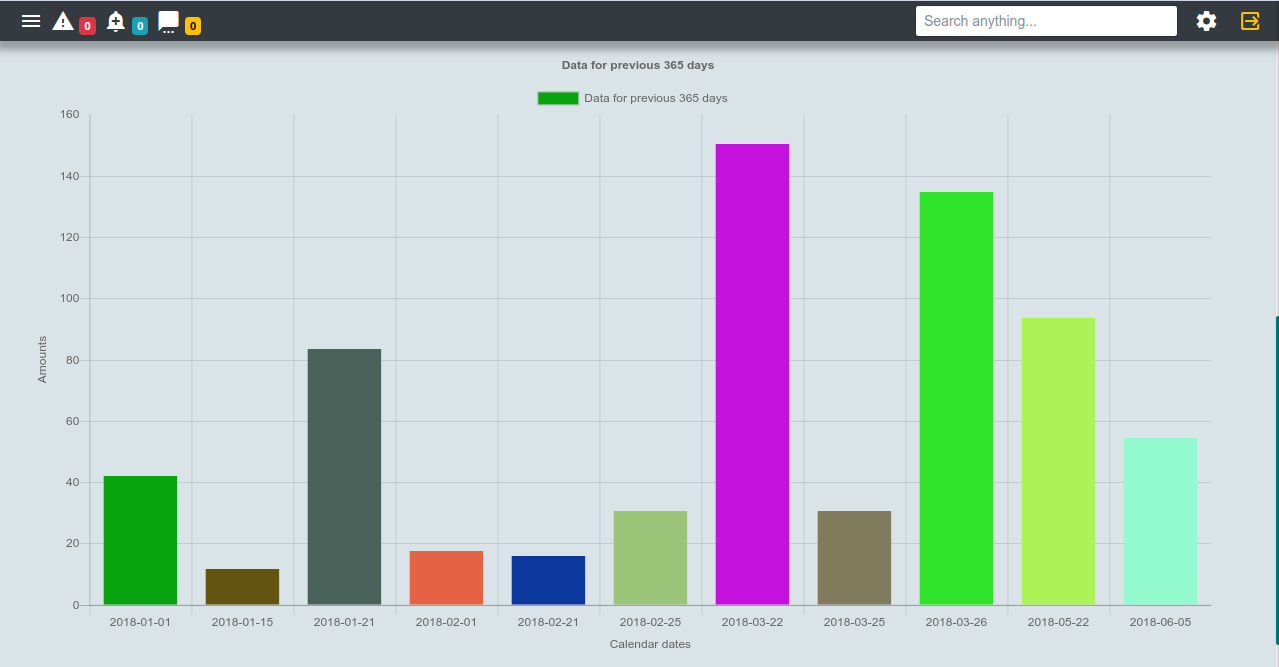 0 0 0 Search anything...
Data for previous 365 days
Data for previous 365 days
160
140
120
100
80
60
40
20
0
Amounts
2018-01-01 2018-01-15 2018-01-21 2018-02-01 2018-02-21 2018-02-25 2018-03-22 2018-03-25 2018-03-26 2018-05-22 2018-06-05
Calendar dates